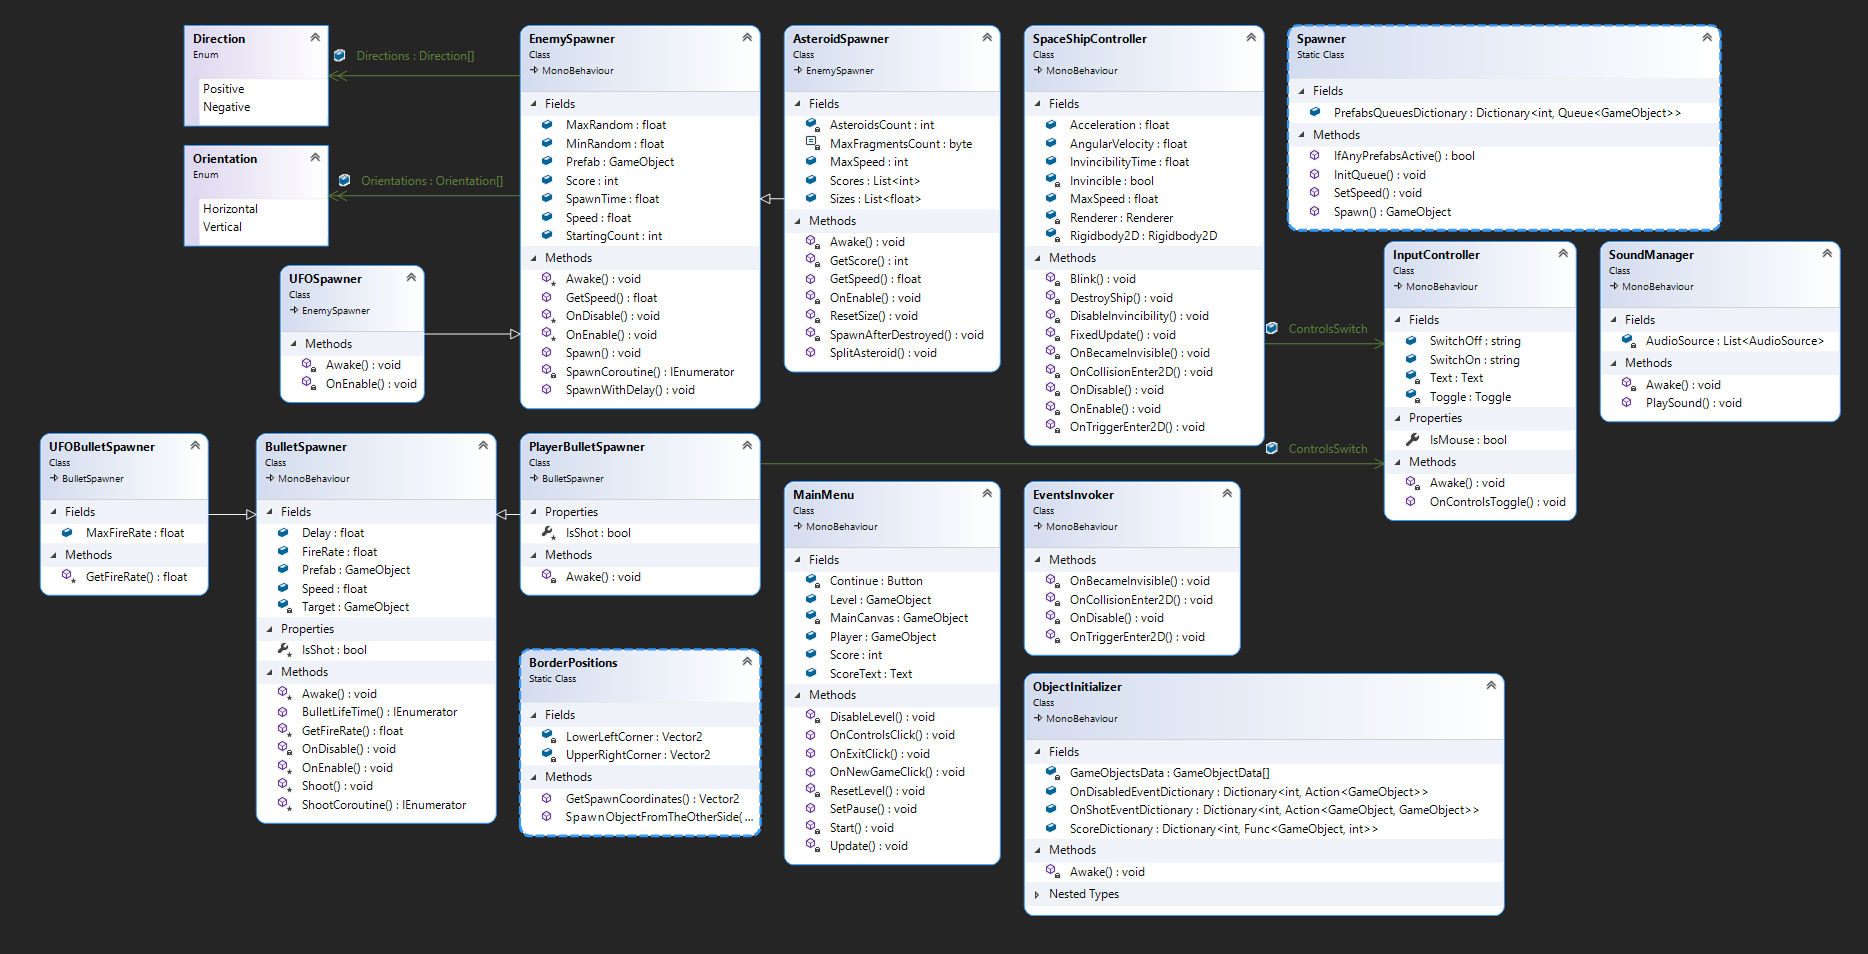 Direction
Enum
Positive
Negative
Directions : Direction[]
Orientation
Enum
Horizontal
Vertical
Orientations : Orientation[]
EnemySpawner
Class
MonoBehaviour
Fields
MaxRandom : float
MinRandom : float
Prefab : GameObject
Score : int
SpawnTime : float
Speed : float
StartingCount : int
Methods
Awake() : void
GetSpeed() : float
OnDisable() : void
OnEnable() : void
Spawn() : void
SpawnCoroutine() : IEnumerator
SpawnWithDelay() : void
AsteroidSpawner
Class
EnemySpawner
Fields
AsteroidsCount : int
MaxFragmentsCount : byte
MaxSpeed : int
Scores : List<int>
Sizes : List<float>
Methods
Awake() : void
GetScore() : int
GetSpeed() : float
OnEnable() : void
ResetSize() : void
SpawnAfterDestroyed() : void
SplitAsteroid() : void
SpaceShipController
Class
MonoBehaviour
Fields
Acceleration : float
AngularVelocity : float
InvincibilityTime : float
Invincible : bool
MaxSpeed : float
Renderer : Renderer
Rigidbody2D : Rigidbody2D
Methods
Blink() : void
DestroyShip() : void
DisableInvincibility() : void
FixedUpdate() : void
OnBecameInvisible() : void
OnCollisionEnter2D() : void
OnDisable() : void
OnEnable() : void
OnTriggerEnter2D() : void
Spawner
Static Class
Fields
PrefabsQueuesDictionary : Dictionary<int, Queue<GameObject>>
Methods
IfAnyPrefabsActive() : bool
InitQueue() : void
SetSpeed() : void
Spawn() : GameObject
ControlsSwitch
ControlsSwitch
InputController
Class
MonoBehaviour
Fields
SwitchOff : string
SwitchOn : string
Text : Text
Toggle : Toggle
Properties
IsMouse : bool
Methods
Awake() : void
OnControlsToggle() : void
SoundManager
Class
MonoBehaviour
Fields
AudioSource : List<AudioSource>
Methods
Awake() : void
PlaySound() : void
UFOSpawner
Class
EnemySpawner
Methods
Awake() : void
OnEnable() : void
UFOBulletSpawner
Class
BulletSpawner
Fields
MaxFireRate : float
Methods
GetFireRate() : float
BulletSpawner
Class
MonoBehaviour
Fields
Delay : float
FireRate : float
Prefab : GameObject
Speed : float
Target : GameObject
Properties
IsShot : bool
Methods
Awake() : void
BulletLifeTime() : IEnumerator
GetFireRate() : float
OnDisable() : void
OnEnable() : void
Shoot() : void
ShootCoroutine() : IEnumerator
PlayerBulletSpawner
Class
BulletSpawner
Properties
IsShot : bool
Methods
Awake() : void
BorderPositions
Static Class
Fields
LowerLeftCorner : Vector2
UpperRightCorner : Vector2
Methods
GetSpawnCoordinates() : Vector2
SpawnObjectFromTheOtherSide( ...
MainMenu
Class
MonoBehaviour
Fields
Continue : Button
Level : GameObject
MainCanvas : GameObject
Player : GameObject
Score : int
ScoreText : Text
Methods
DisableLevel() : void
OnControlsClick() : void
OnExitClick() : void
OnNewGameClick() : void
ResetLevel() : void
SetPause() : void
Start() : void
Update() : void
EventsInvoker
Class
MonoBehaviour
Methods
OnBecameInvisible() : void
OnCollisionEnter2D() : void
OnDisable() : void
OnTriggerEnter2D() : void
ObjectInitializer
Class
MonoBehaviour
Fields
GameObjectsData : GameObjectData[]
OnDisabledEventDictionary : Dictionary<int, Action<GameObject>>
OnShotEventDictionary : Dictionary<int, Action<GameObject, GameObject>>
ScoreDictionary : Dictionary<int, Func<GameObject, int>>
Methods
Awake() : void
Nested Types